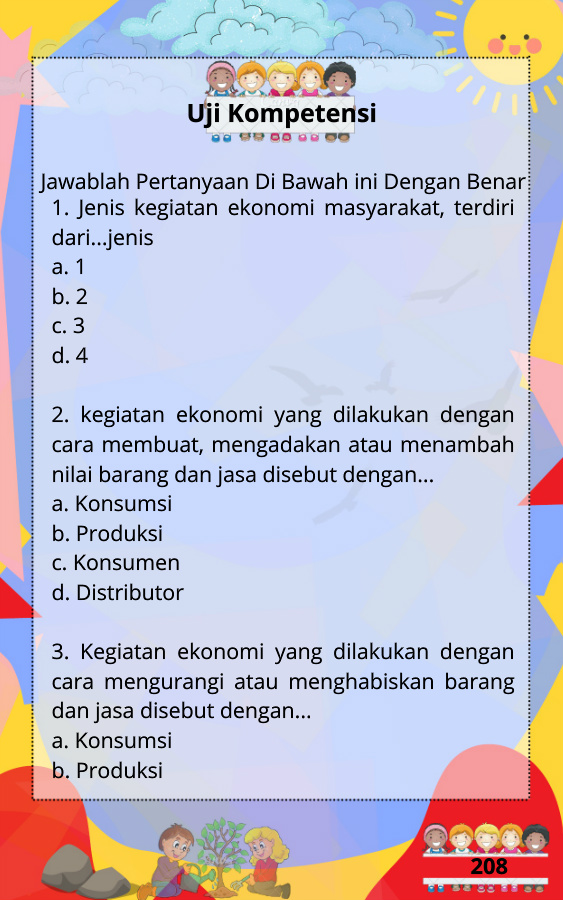 Uji Kompetensi
Jawablah Pertanyaan Di Bawah ini Dengan Benar
1. Jenis kegiatan ekonomi masyarakat, terdiri
dari...jenis
a. 1
b. 2
c. 3
d. 4
2. kegiatan ekonomi yang dilakukan dengan
cara membuat, mengadakan atau menambah
nilai barang dan jasa disebut dengan...
a. Konsumsi
b. Produksi
c. Konsumen
d. Distributor
3. Kegiatan ekonomi yang dilakukan dengan
cara mengurangi atau menghabiskan barang
dan jasa disebut dengan...
a. Konsumsi
b. Produksi
208